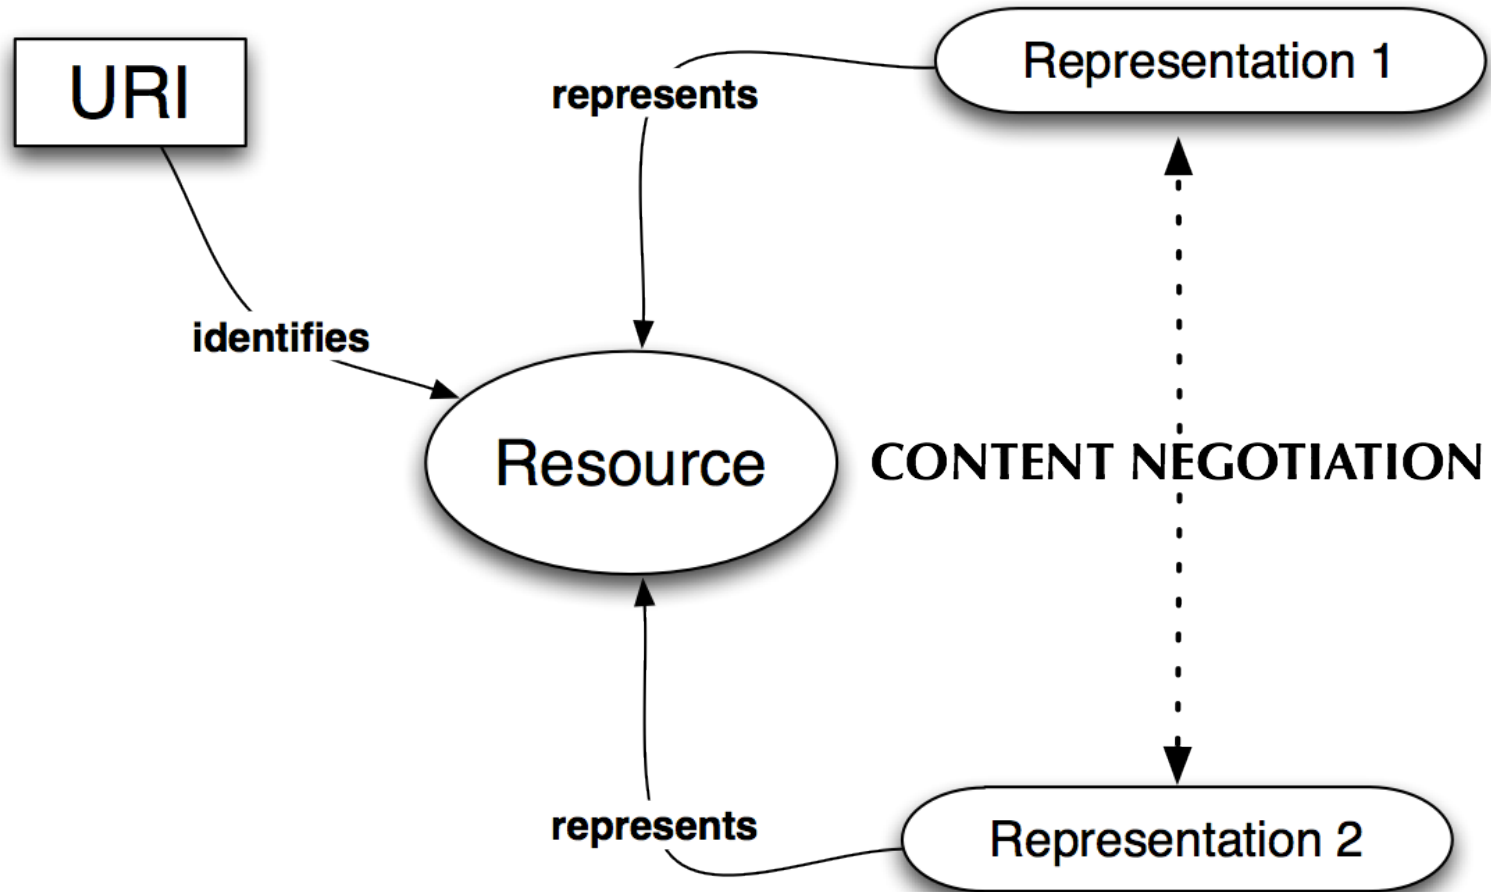 URI
represents
Representation 1
identifies
Resource
CONTENT NEGOTIATION
represents
Representation 2